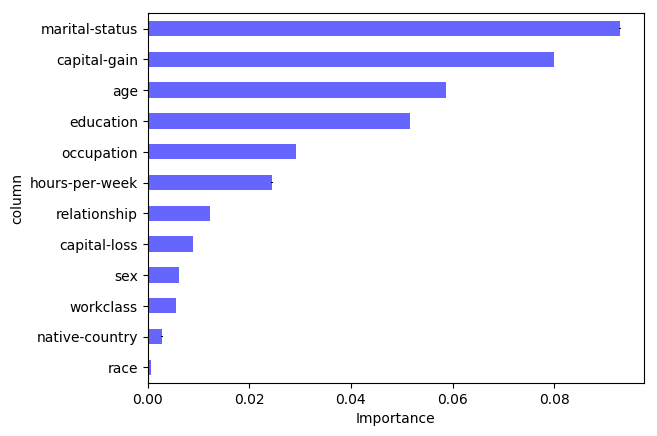 marital-status
capital-gain
age
education
occupation
hours-per-week
relationship
capital-loss
sex
workclass
native-country
race
column
0.00 0.02 0.04 0.06 0.08
Importance